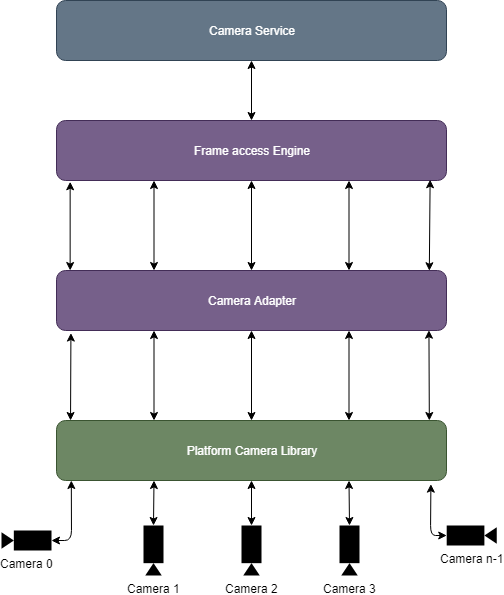 Camera Service
Frame access Engine
Camera Adapter
Platform Camera Library
Camera 0
Camera 1
Camera 2
Camera 3
Camera n-1